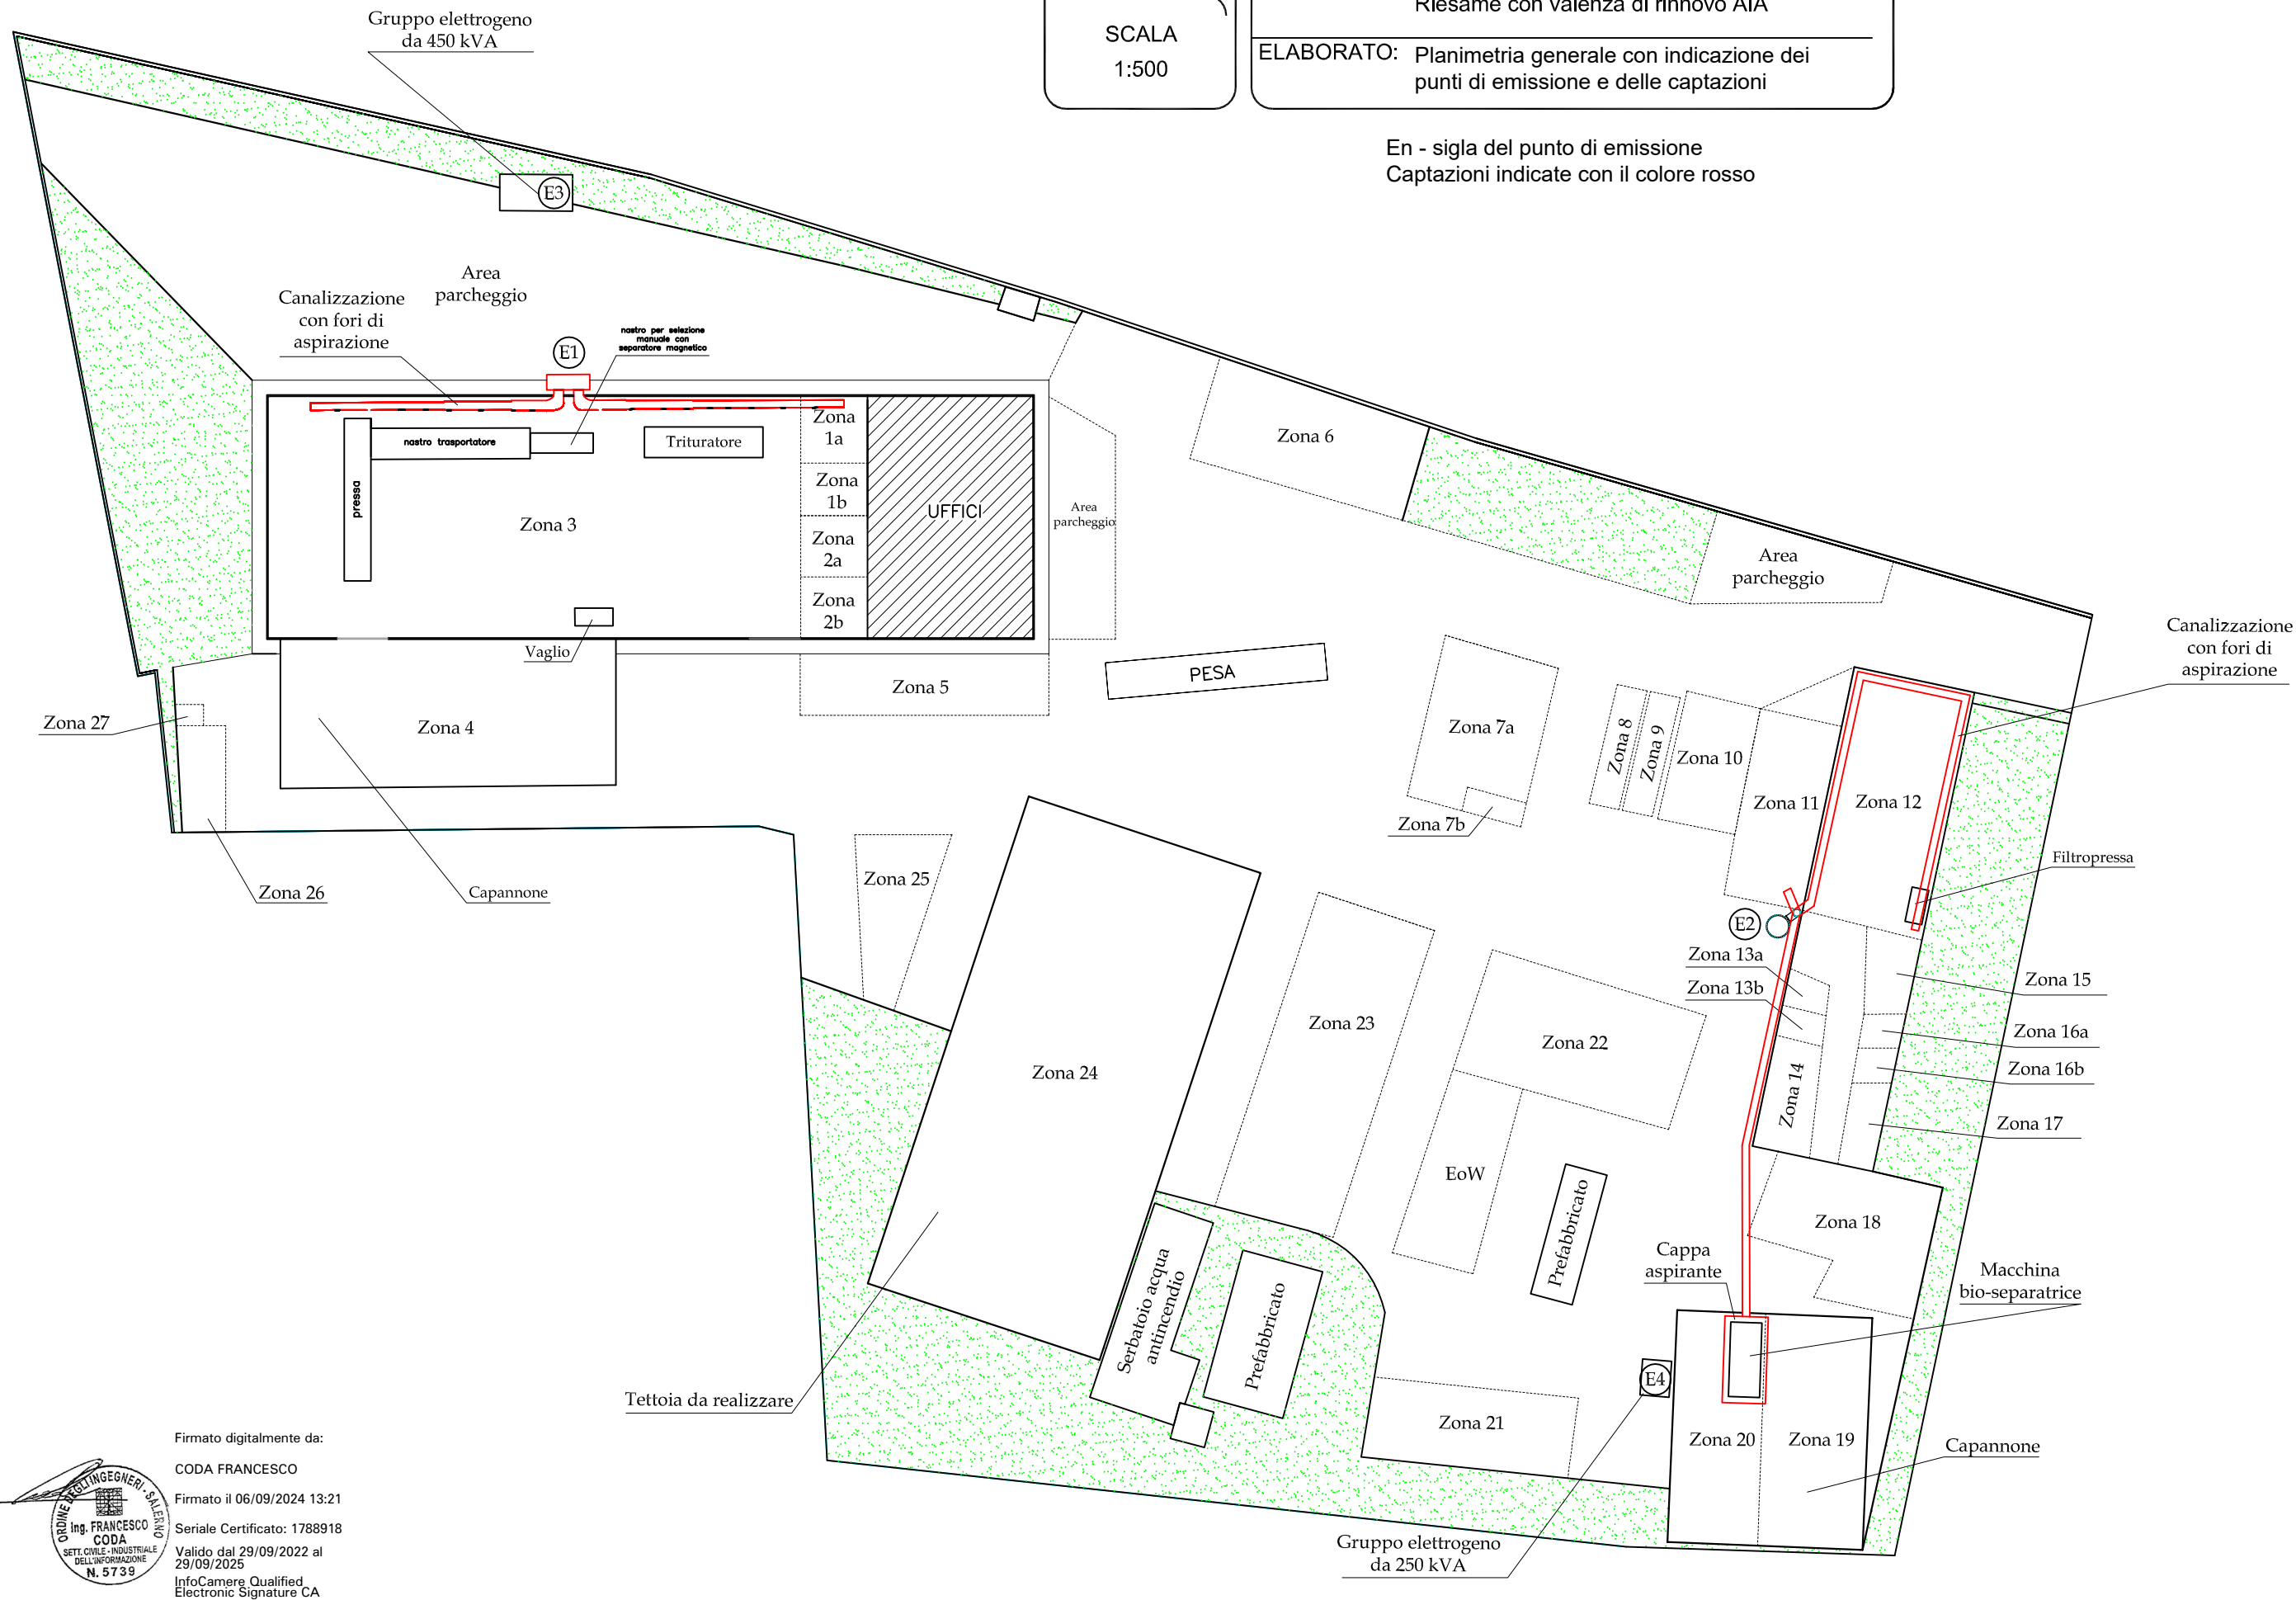 Riesame con valenza di rinnovo AIA
SCALA
1:500
ELABORATO: Planimetria generale con indicazione dei
punti di emissione e delle captazioni
En - sigla del punto di emissione
Captazioni indicate con il colore rosso
Gruppo elettrogeno
da 450 kVA
E3
Area
parcheggio
Canalizzazione
con fori di
aspirazione
E1
nastro per selezione
manuale con
separatore magnetico
nastro trasportatore
Trituratore
pressa
Zona 3
Vaglio
Zona
1a
Zona
1b
Zona
2a
Zona
2b
UFFICI
Area
parcheggio
Zona 6
Area
parcheggio
Zona 5
PESA
Zona 4
Zona 27
Zona 26
Capannone
Zona 7a
Zona 7b
Zona 8
Zona 9
Zona 10
Zona 11
Zona 12
Canalizzazione
con fori di
aspirazione
Filtropressa
E2
Zona 13a
Zona 13b
Zona 14
Zona 15
Zona 16a
Zona 16b
Zona 17
Zona 18
Zona 25
Zona 24
Zona 23
Zona 22
EoW
Prefabbricato
Cappa
aspirante
Macchina
bio-separatrice
Serbatoio acqua
antincendio
Prefabbricato
Tettoia da realizzare
Zona 21
E4
Zona 20
Zona 19
Capannone
Gruppo elettrogeno
da 250 kVA
Firmato digitalmente da:
CODA FRANCESCO
Firmato il 06/09/2024 13:21
Seriale Certificato: 1788918
Valido dal 29/09/2022 al
29/09/2025
InfoCamere Qualified
Electronic Signature CA
ORDINE DEGLI INGEGNERI - SALERNO
Ing. FRANCESCO
CODA
SETT. CIVILE - INDUSTRIALE
DELL'INFORMAZIONE
N. 5739